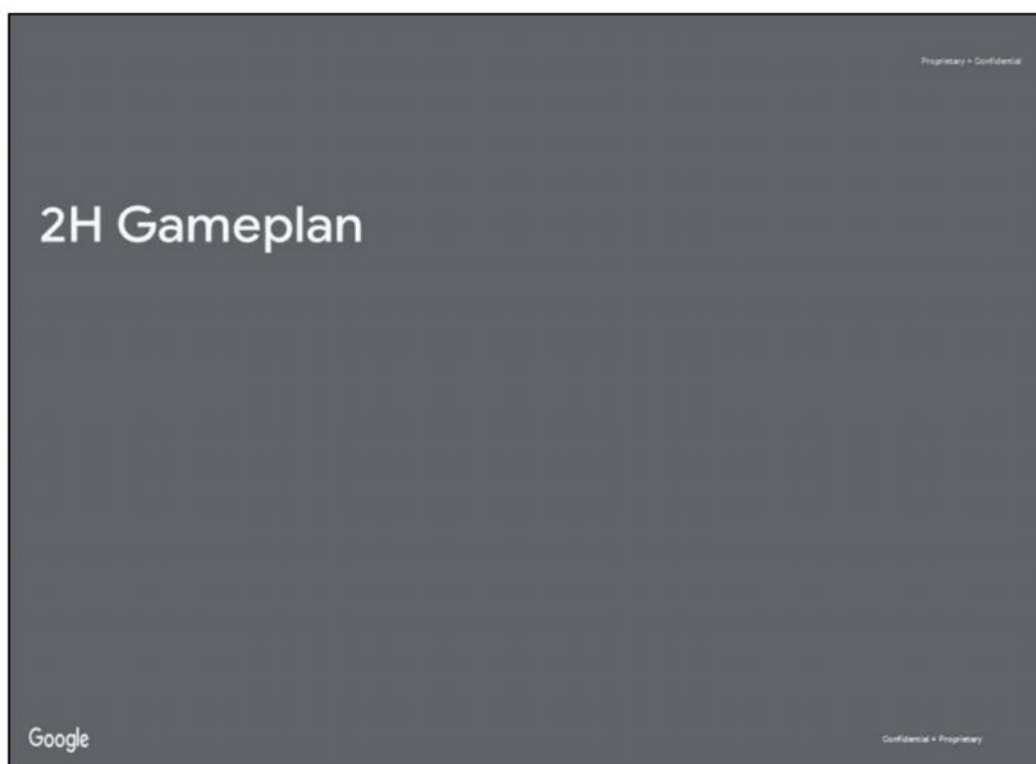 Proprietary + Confidential
2H Gameplan
Google
Confidential + Proprietary